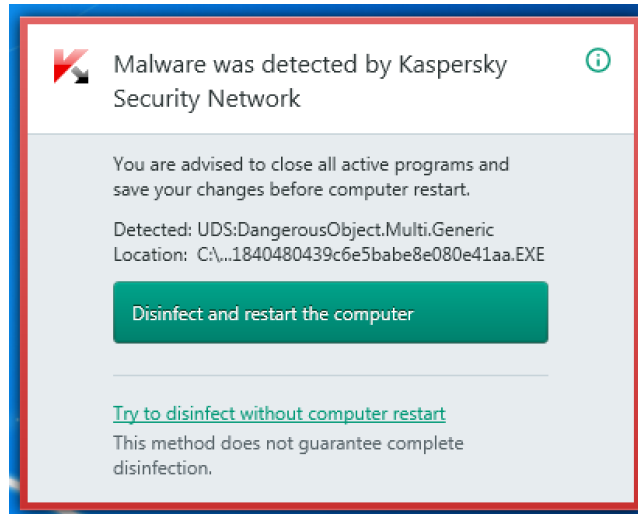 Malware was detected by Kaspersky
Security Network
You are advised to close all active programs and
save your changes before computer restart.
Detected: UDS:DangerousObject.Multi.Generic
Location: C:\...1840480439c6e5babe8e080e41aa.EXE
Disinfect and restart the computer
Try to disinfect without computer restart
This method does not guarantee complete
disinfection.